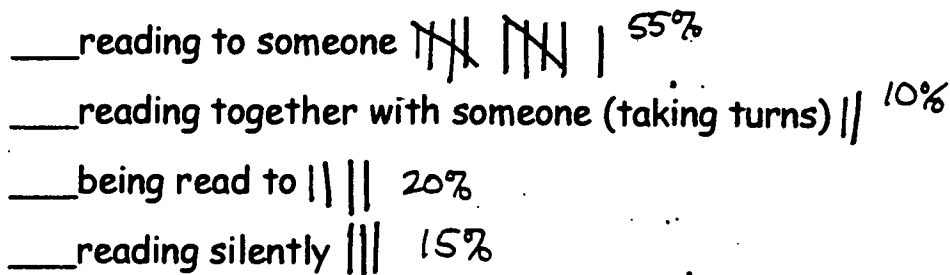 ___reading to someone 𝍸 𝍸 | 55%
___reading together with someone (taking turns) || 10%
___being read to |||| 20%
___reading silently ||| 15%